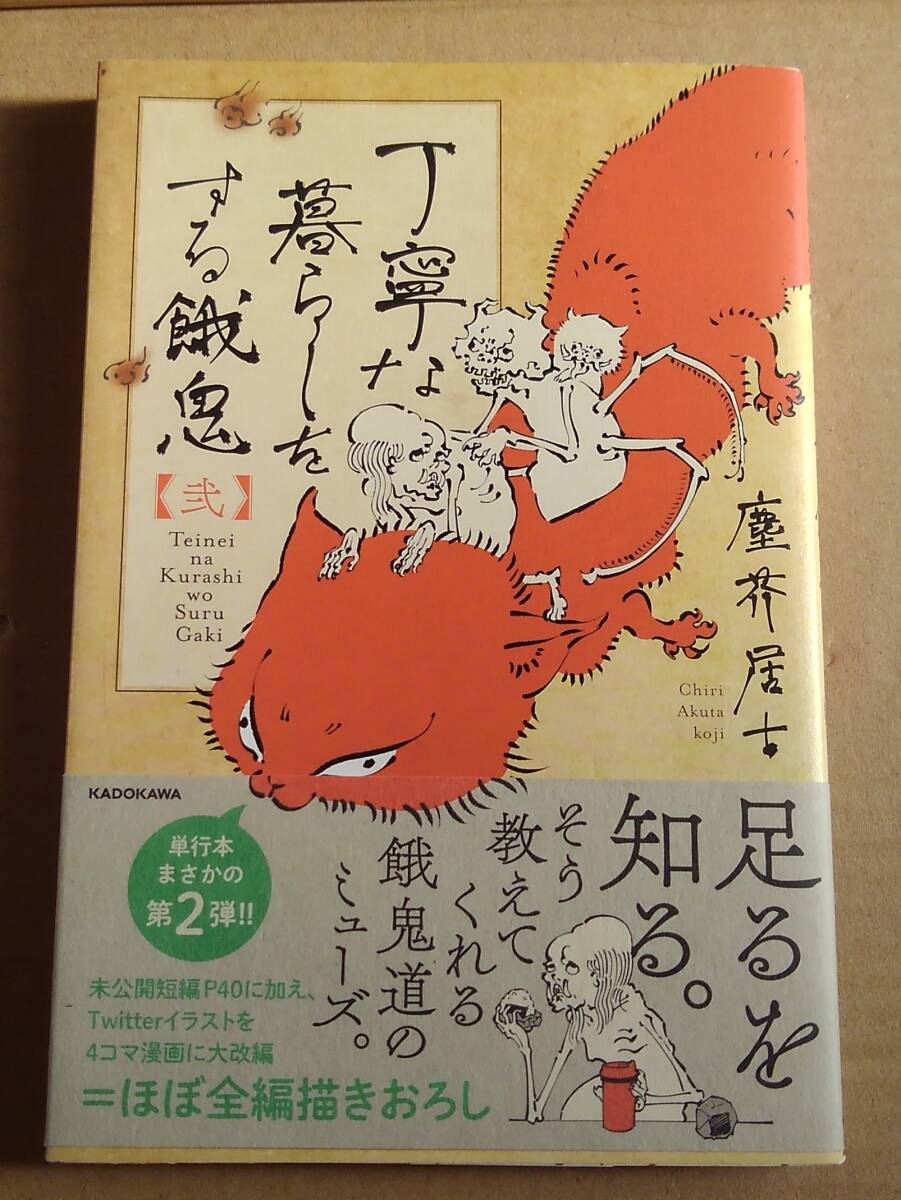 丁寧な
暮らしを
する餓鬼
【弐】
Teinei
na
Kurashi
wo
Suru
Gaki
塵芥居士
Chiri
Akuta
koji
KADOKAWA
単行本
まさかの
第2弾!!
足るを
知る。
そう
教えて
くれる
餓鬼道の
ミューズ。
未公開短編P40に加え、
Twitterイラストを
4コマ漫画に大改編
=ほぼ全編描きおろし